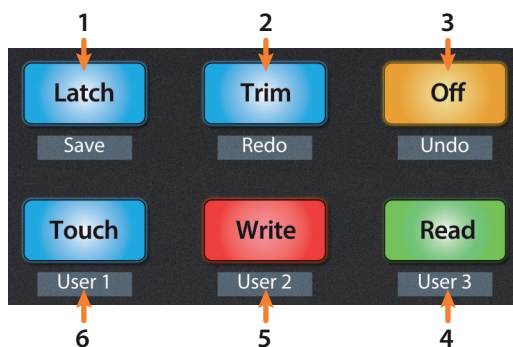 1 2 3
Latch Trim Off
Save Redo Undo
Touch Write Read
User 1 User 2 User 3
6 5 4